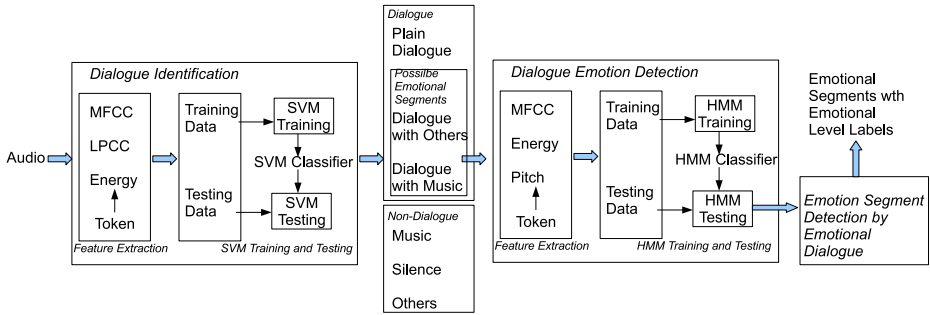 Audio
Dialogue Identification
MFCC
LPCC
Energy
Token
Feature Extraction
Training
Data
Testing
Data
SVM
Training
SVM Classifier
SVM
Testing
SVM Training and Testing
Dialogue
Plain
Dialogue
Possilbe
Emotional
Segments
Dialogue
with Others
Dialogue
with Music
Non-Dialogue
Music
Silence
Others
Dialogue Emotion Detection
MFCC
Energy
Pitch
Token
Feature Extraction
Training
Data
Testing
Data
HMM
Training
HMM Classifier
HMM
Testing
HMM Training and Testing
Emotional
Segments wth
Emotional
Level Labels
Emotion Segment
Detection by
Emotional
Dialogue